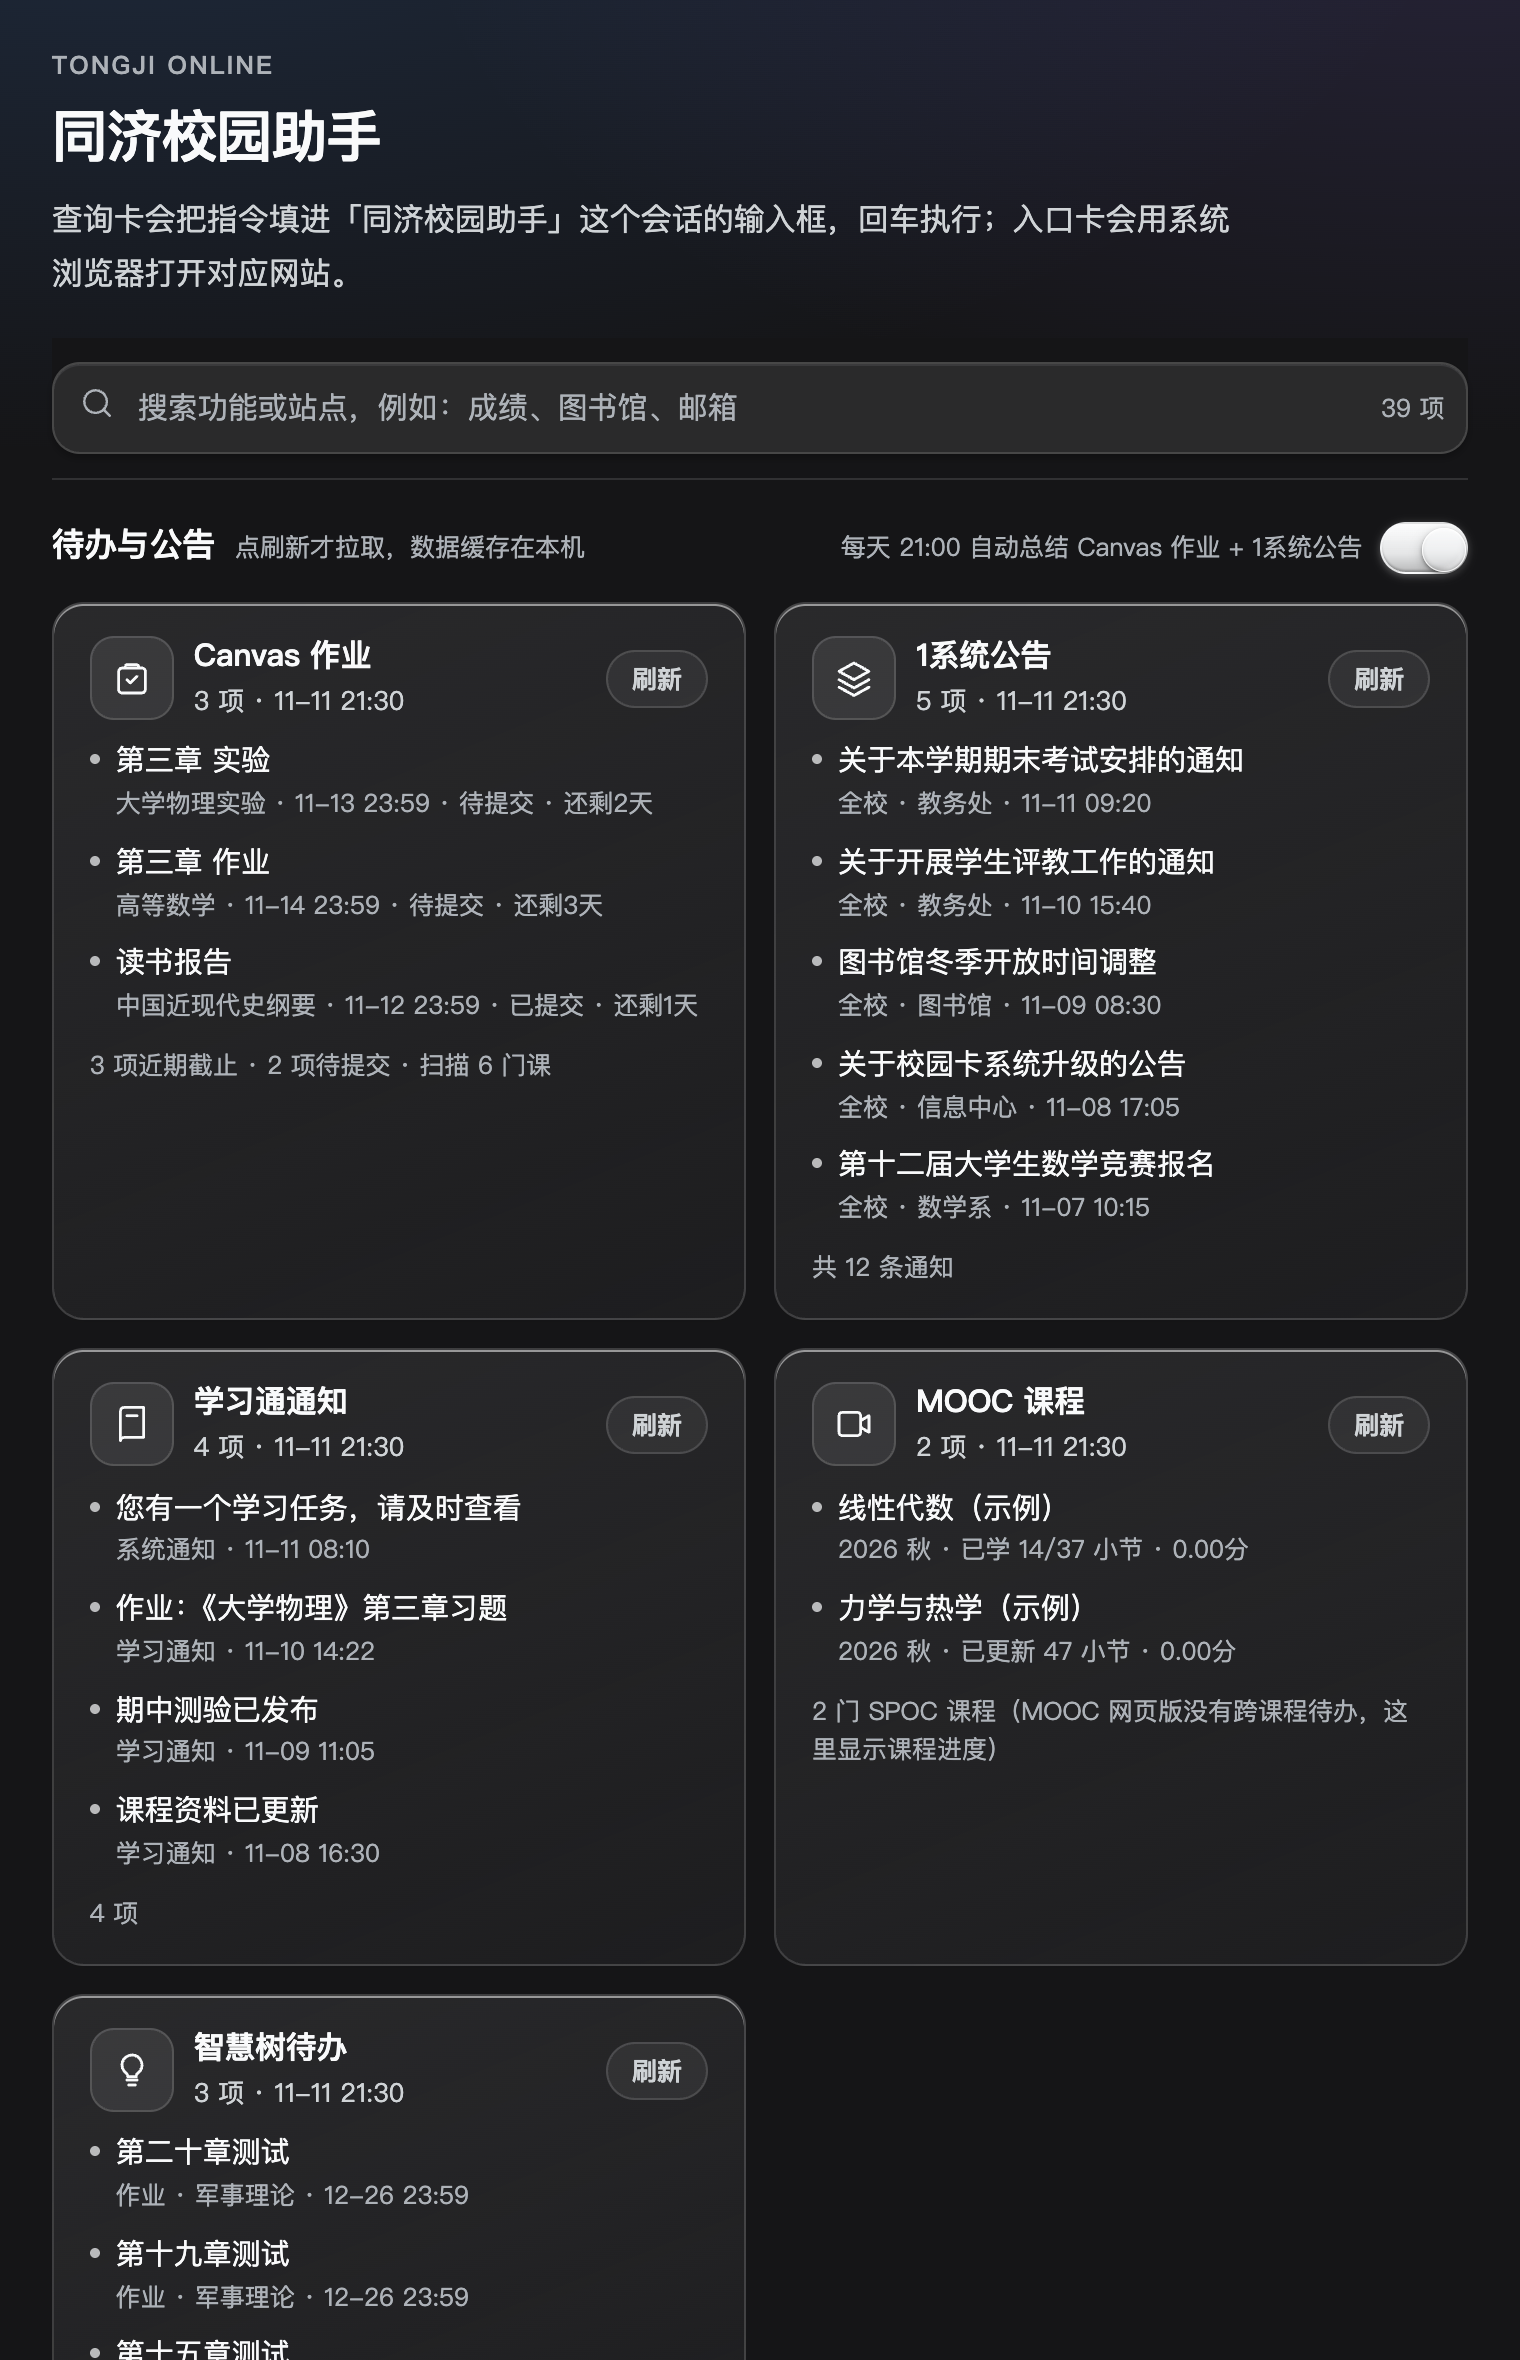 TONGJI ONLINE
同济校园助手
查询卡会把指令填进「同济校园助手」这个会话的输入框，回车执行；入口卡会用系统
浏览器打开对应网站。
搜索功能或站点，例如：成绩、图书馆、邮箱
39 项
待办与公告 点刷新才拉取，数据缓存在本机
每天 21:00 自动总结 Canvas 作业 + 1系统公告
Canvas 作业
3 项 · 11-11 21:30
刷新
第三章 实验
大学物理实验 · 11-13 23:59 · 待提交 · 还剩2天
第三章 作业
高等数学 · 11-14 23:59 · 待提交 · 还剩3天
读书报告
中国近现代史纲要 · 11-12 23:59 · 已提交 · 还剩1天
3 项近期截止 · 2 项待提交 · 扫描 6 门课
1系统公告
5 项 · 11-11 21:30
刷新
关于本学期期末考试安排的通知
全校 · 教务处 · 11-11 09:20
关于开展学生评教工作的通知
全校 · 教务处 · 11-10 15:40
图书馆冬季开放时间调整
全校 · 图书馆 · 11-09 08:30
关于校园卡系统升级的公告
全校 · 信息中心 · 11-08 17:05
第十二届大学生数学竞赛报名
全校 · 数学系 · 11-07 10:15
共 12 条通知
学习通通知
4 项 · 11-11 21:30
刷新
您有一个学习任务，请及时查看
系统通知 · 11-11 08:10
作业：《大学物理》第三章习题
学习通知 · 11-10 14:22
期中测验已发布
学习通知 · 11-09 11:05
课程资料已更新
学习通知 · 11-08 16:30
4 项
MOOC 课程
2 项 · 11-11 21:30
刷新
线性代数（示例）
2026 秋 · 已学 14/37 小节 · 0.00分
力学与热学（示例）
2026 秋 · 已更新 47 小节 · 0.00分
2 门 SPOC 课程（MOOC 网页版没有跨课程待办，这
里显示课程进度）
智慧树待办
3 项 · 11-11 21:30
刷新
第二十章测试
作业 · 军事理论 · 12-26 23:59
第十九章测试
作业 · 军事理论 · 12-26 23:59
第十五章测试